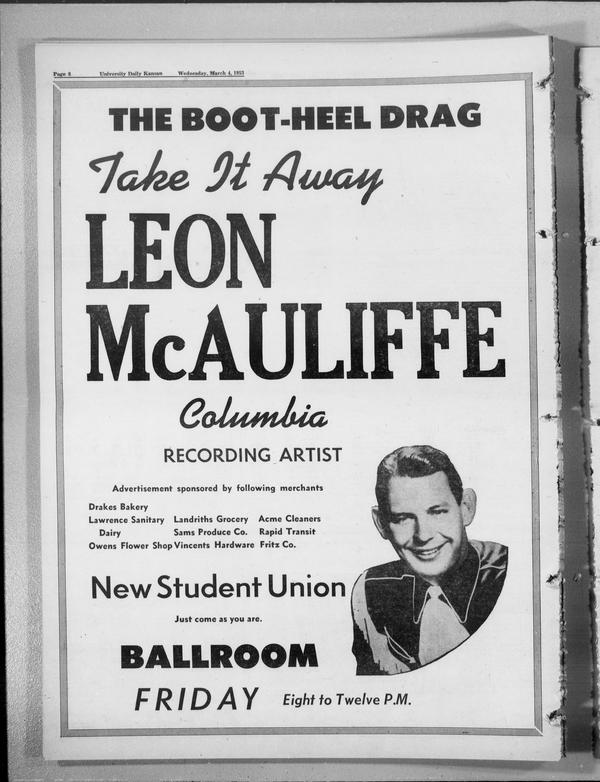 Page 8 University Daily Kansan Wednesday, March 4, 1953
THE BOOT-HEEL DRAG
Take It Away
LEON
McAULIFFE
Columbia
RECORDING ARTIST
Advertisement sponsored by following merchants
Drakes Bakery
Lawrence Sanitary Landriths Grocery Acme Cleaners
Dairy Sams Produce Co. Rapid Transit
Owens Flower Shop Vincents Hardware Fritz Co.
New Student Union
Just come as you are.
BALLROOM
FRIDAY Eight to Twelve P.M.